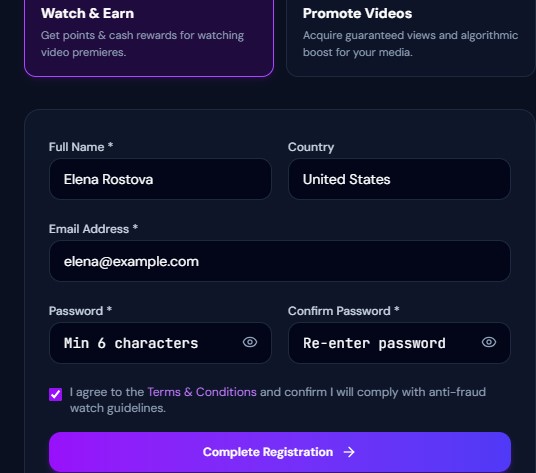 Watch & Earn
Get points & cash rewards for watching
video premieres.
Promote Videos
Acquire guaranteed views and algorithmic
boost for your media.
Full Name *
Country
Elena Rostova
United States
Email Address *
elena@example.com
Password *
Confirm Password *
Min 6 characters
Re-enter password
I agree to the Terms & Conditions and confirm I will comply with anti-fraud
watch guidelines.
Complete Registration →